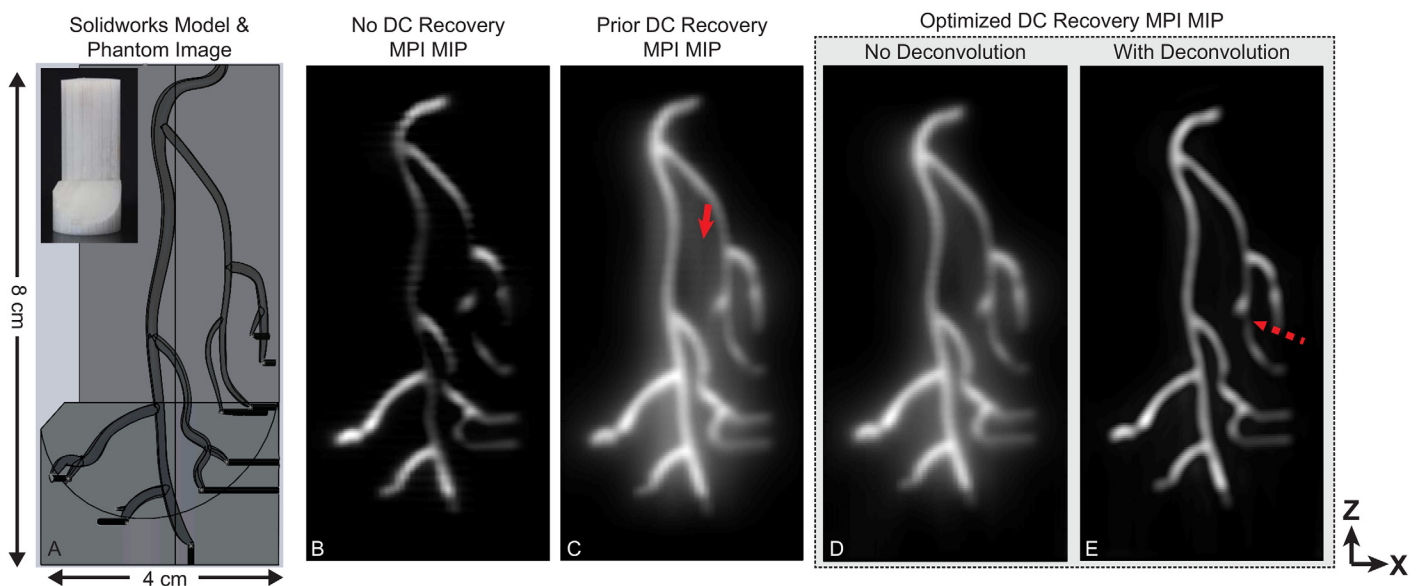 Solidworks Model &
Phantom Image
No DC Recovery
MPI MIP
Prior DC Recovery
MPI MIP
Optimized DC Recovery MPI MIP
No Deconvolution
With Deconvolution
8 cm
4 cm
A
B
C
D
E
Z
X